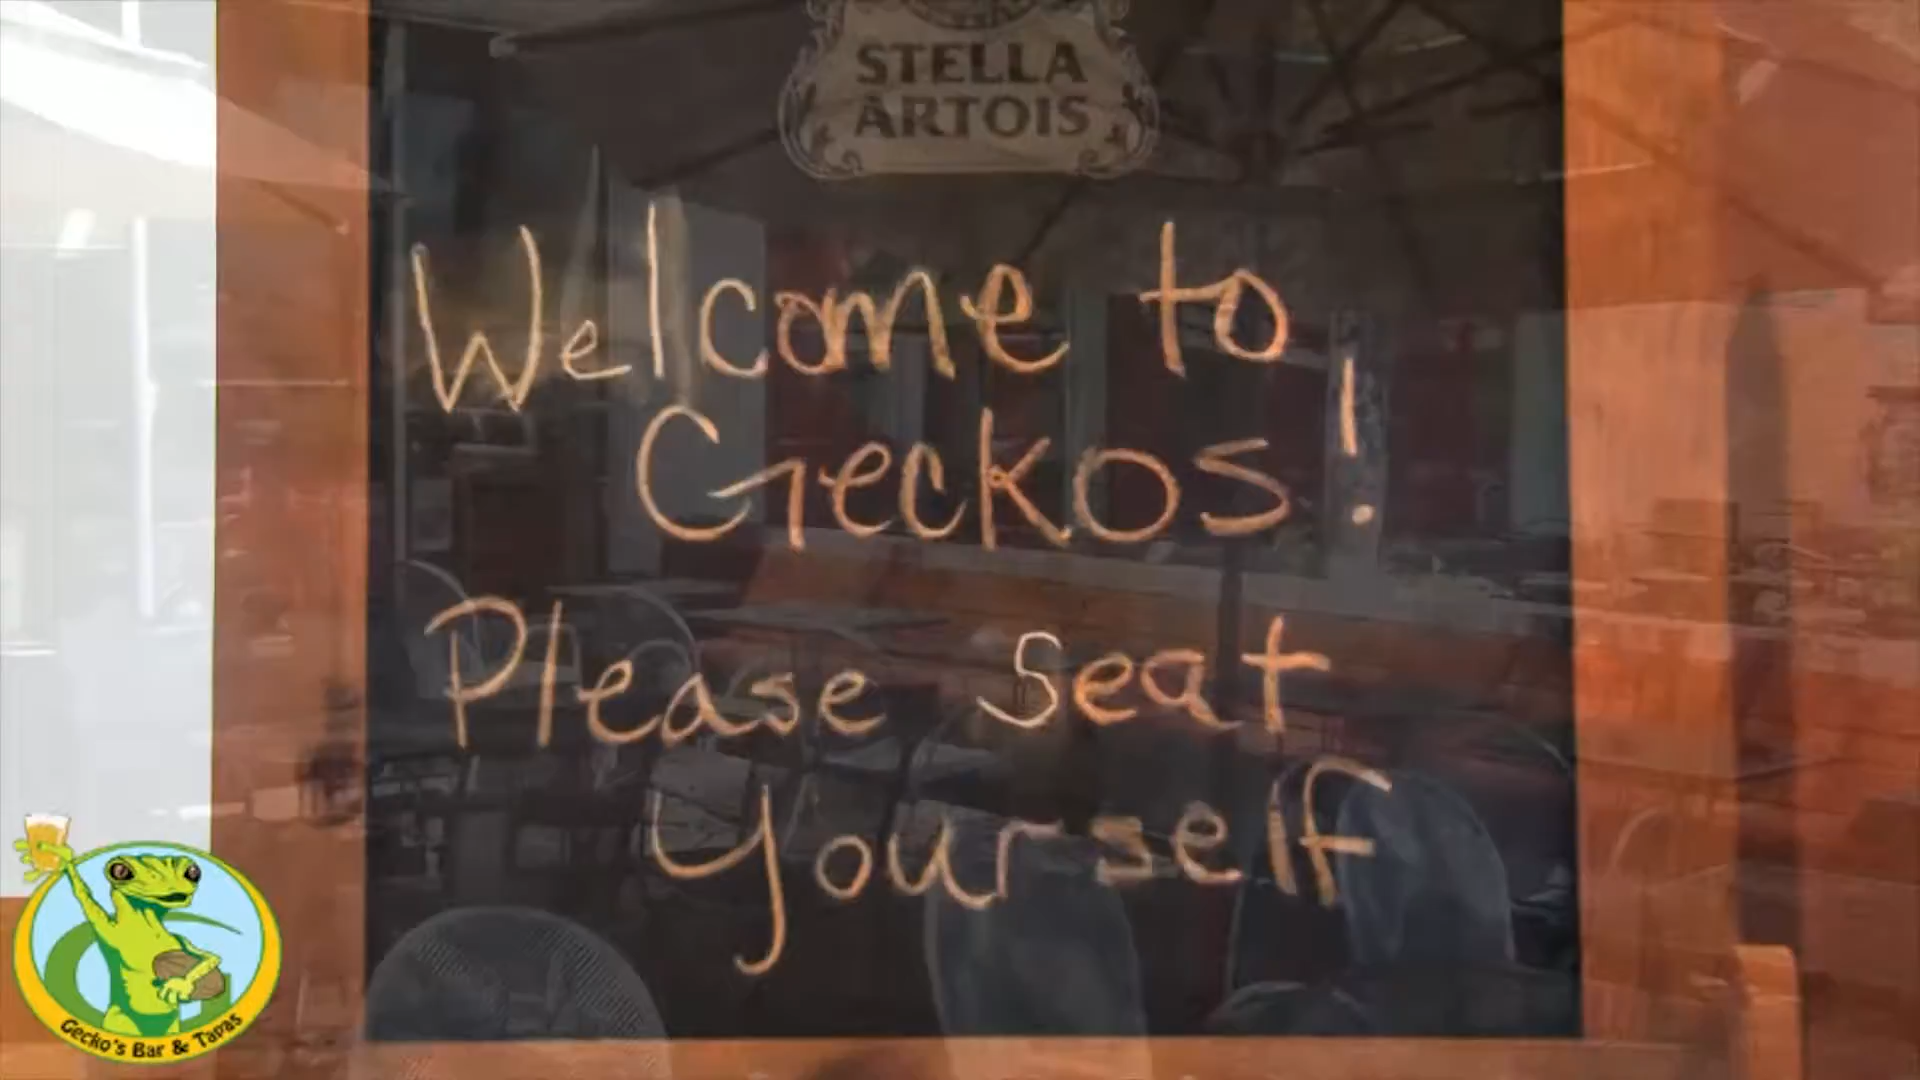 STELLA
ARTOIS
Welcome to
Geckos!
Please Seat
Yourself
Gecko's Bar & Tapas